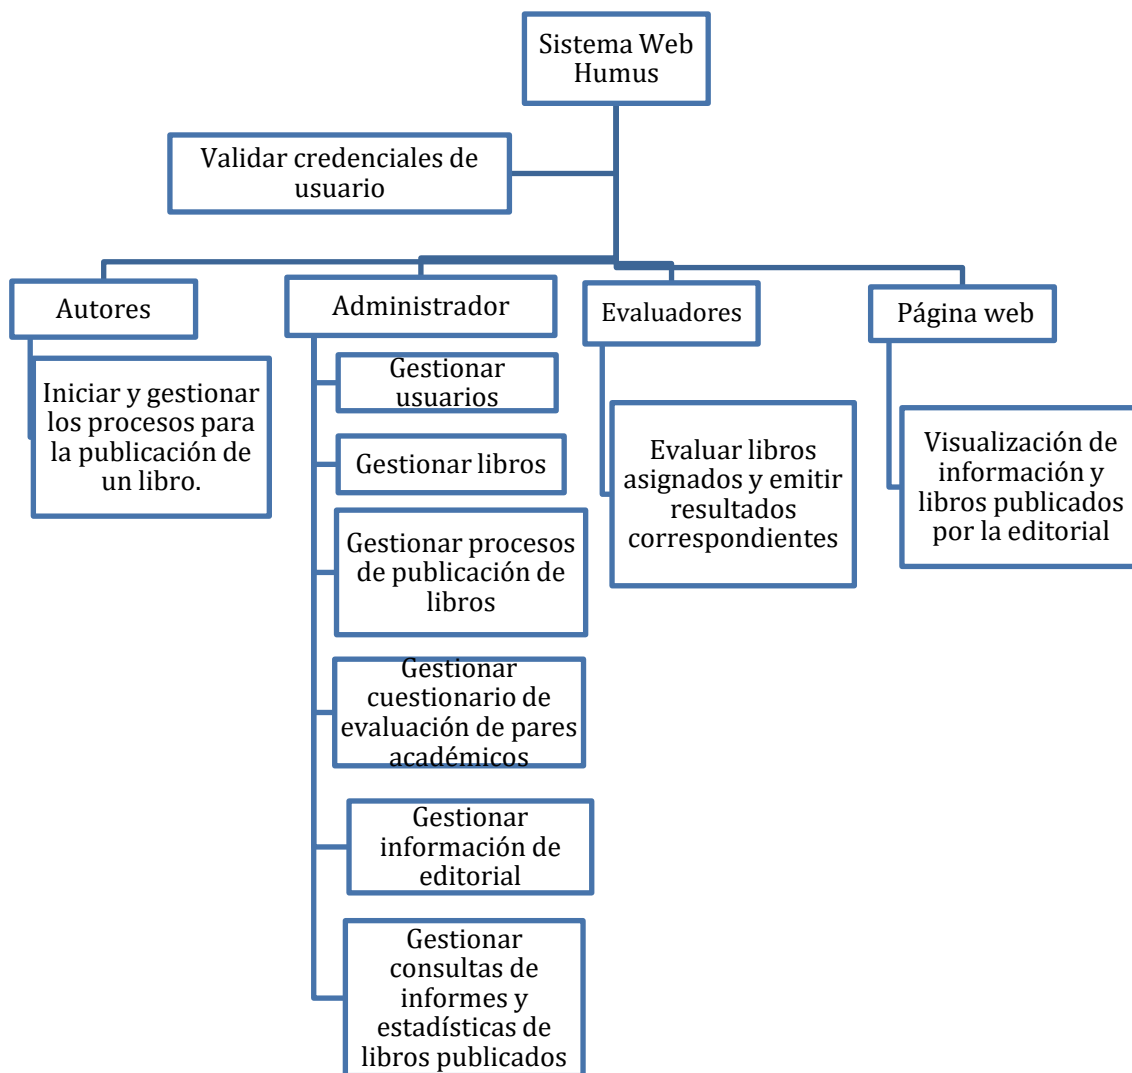 Sistema Web
Humus
Validar credenciales de
usuario
Autores
Administrador
Evaluadores
Página web
Iniciar y gestionar
los procesos para
la publicación de
un libro.
Gestionar
usuarios
Gestionar libros
Gestionar procesos
de publicación de
libros
Gestionar
cuestionario de
evaluación de pares
académicos
Gestionar
información de
editorial
Gestionar
consultas de
informes y
estadísticas de
libros publicados
Evaluar libros
asignados y emitir
resultados
correspondientes
Visualización de
información y
libros publicados
por la editorial